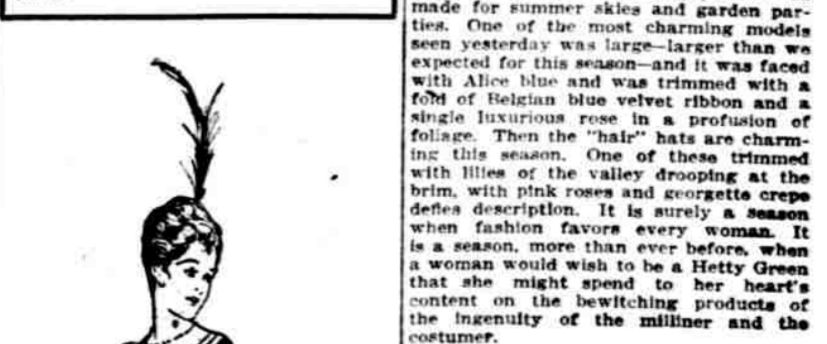 made for summer skies and garden par-
ties. One of the most charming models
seen yesterday was large—larger than we
expected for this season—and it was faced
with Alice blue and was trimmed with a
fold of Belgian blue velvet ribbon and a
single luxurious rose in a profusion of
foliage. Then the "hair" hats are charm-
ing this season. One of these trimmed
with lilies of the valley drooping at the
brim, with pink roses and georgette crepe
defies description. It is surely a season
when fashion favors every woman. It
is a season, more than ever before, when
a woman would wish to be a Hetty Green
that she might spend to her heart's
content on the bewitching products of
the ingenuity of the milliner and the
costumer.